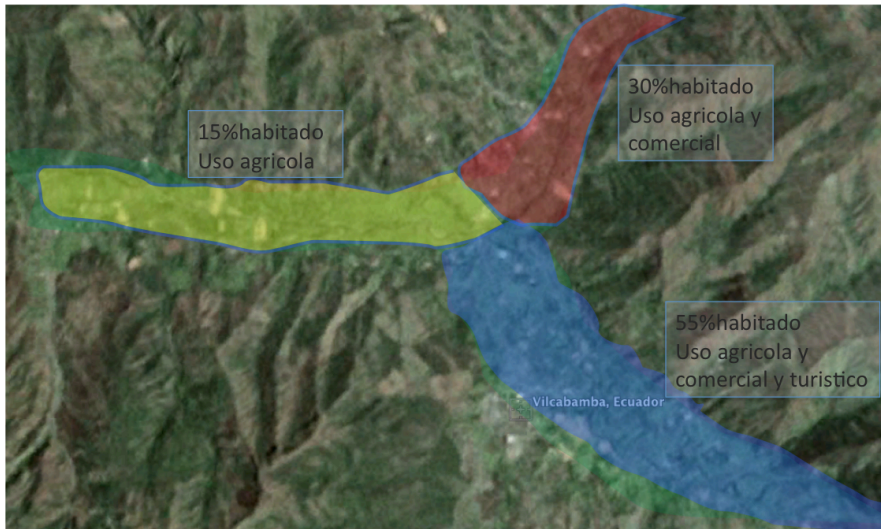 15%habitado
Uso agricola
30%habitado
Uso agricola y
comercial
55%habitado
Uso agricola y
comercial y turistico
Vilcabamba, Ecuador